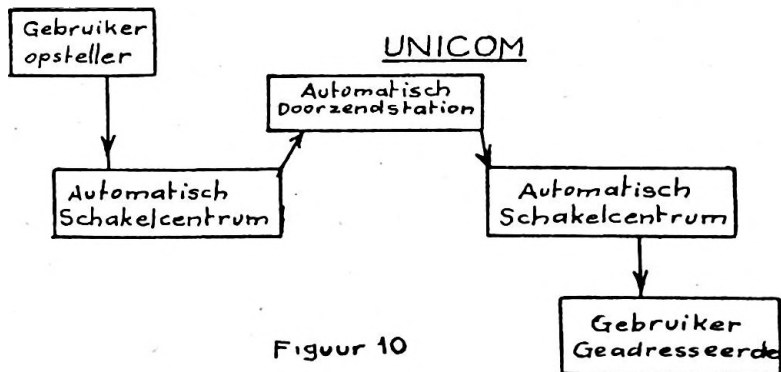 Gebruiker
opsteller
UNICOM
Automatisch
Doorzendstation
Automatisch
Schakelcentrum
Automatisch
Schakelcentrum
Gebruiker
Geadresseerde
Figuur 10